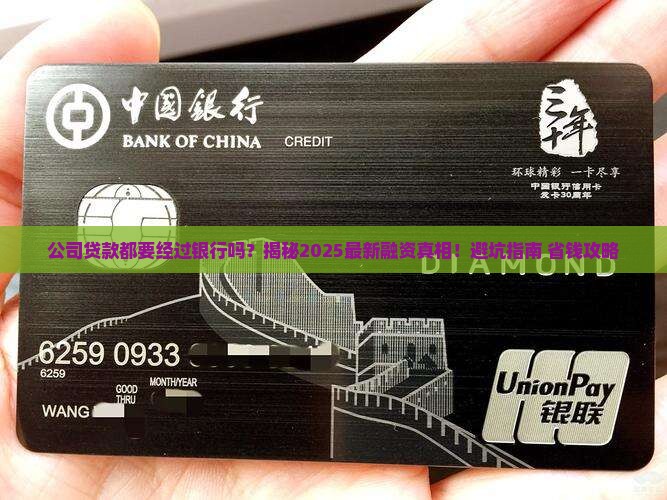 中國銀行
BANK OF CHINA
CREDIT
三十年
环球精彩 一卡尽享
中国银行信用卡
发卡30周年
DIAMOND
公司贷款都要经过银行吗？揭秘2025最新融资真相！避坑指南 省钱攻略
6259 0933
6259
GOOD
THRU
MONTH/YEAR
WANG
UnionPay
银联